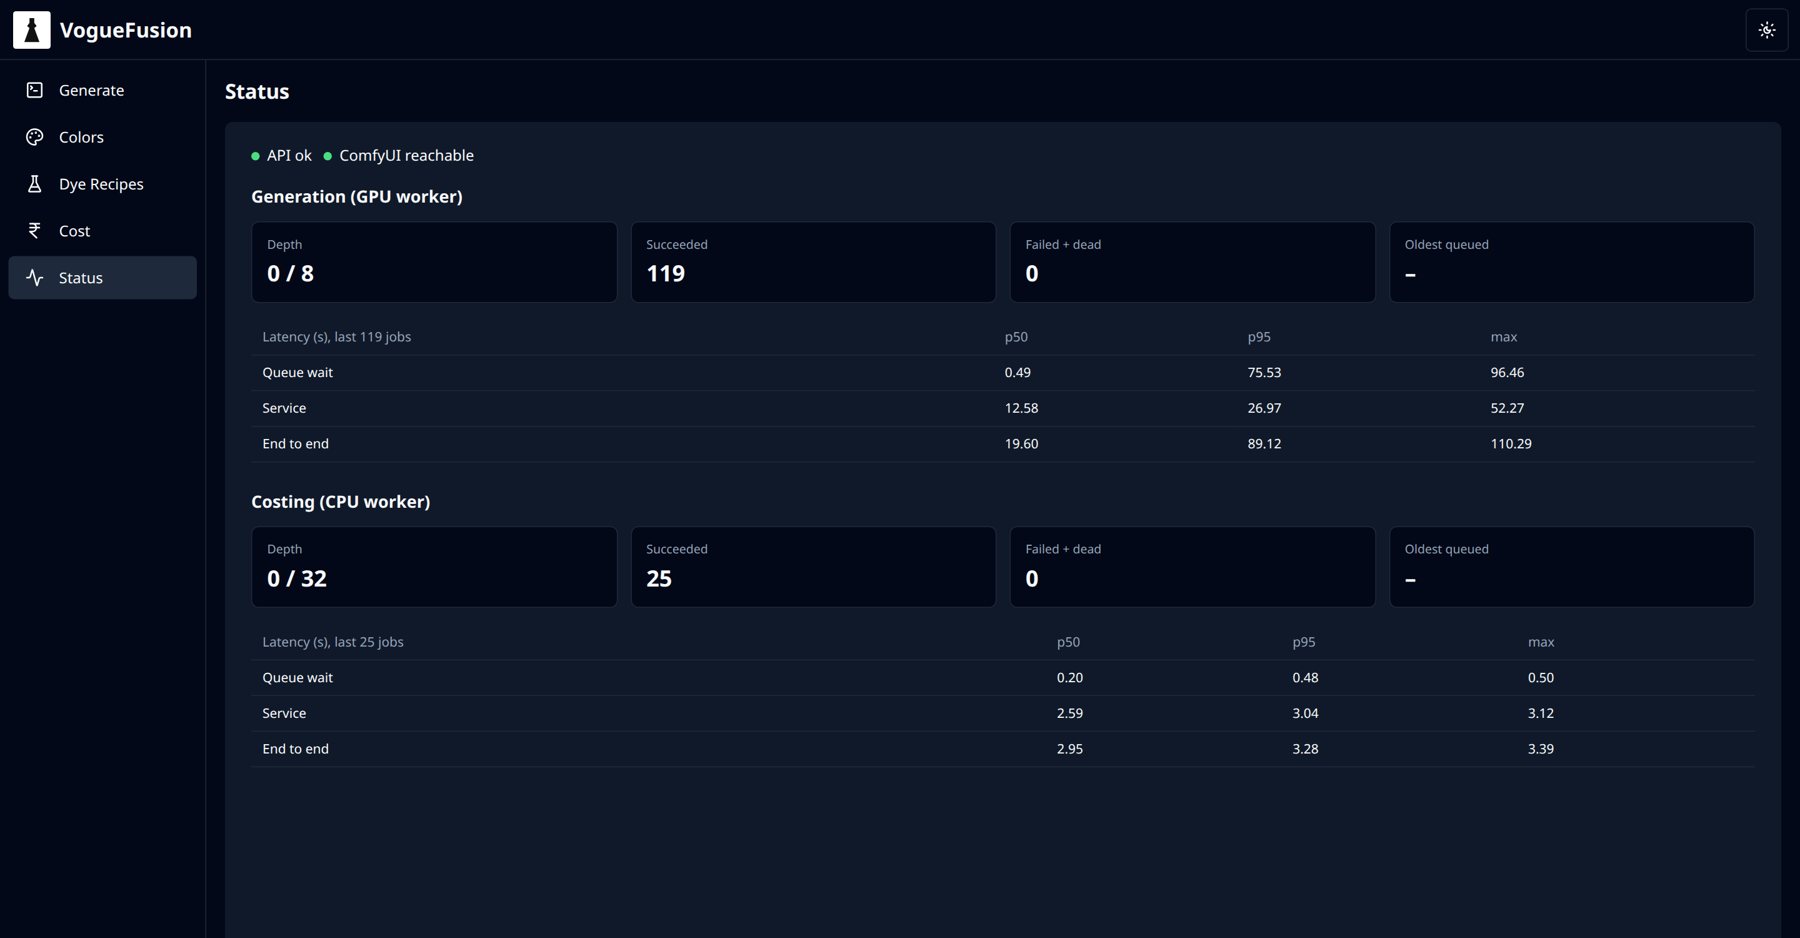 VogueFusion
Generate
Colors
Dye Recipes
Cost
Status
Status
API ok ComfyUI reachable
Generation (GPU worker)
Depth Succeeded Failed + dead Oldest queued
0 / 8 119 0 –
Latency (s), last 119 jobs p50 p95 max
Queue wait 0.49 75.53 96.46
Service 12.58 26.97 52.27
End to end 19.60 89.12 110.29
Costing (CPU worker)
Depth Succeeded Failed + dead Oldest queued
0 / 32 25 0 –
Latency (s), last 25 jobs p50 p95 max
Queue wait 0.20 0.48 0.50
Service 2.59 3.04 3.12
End to end 2.95 3.28 3.39